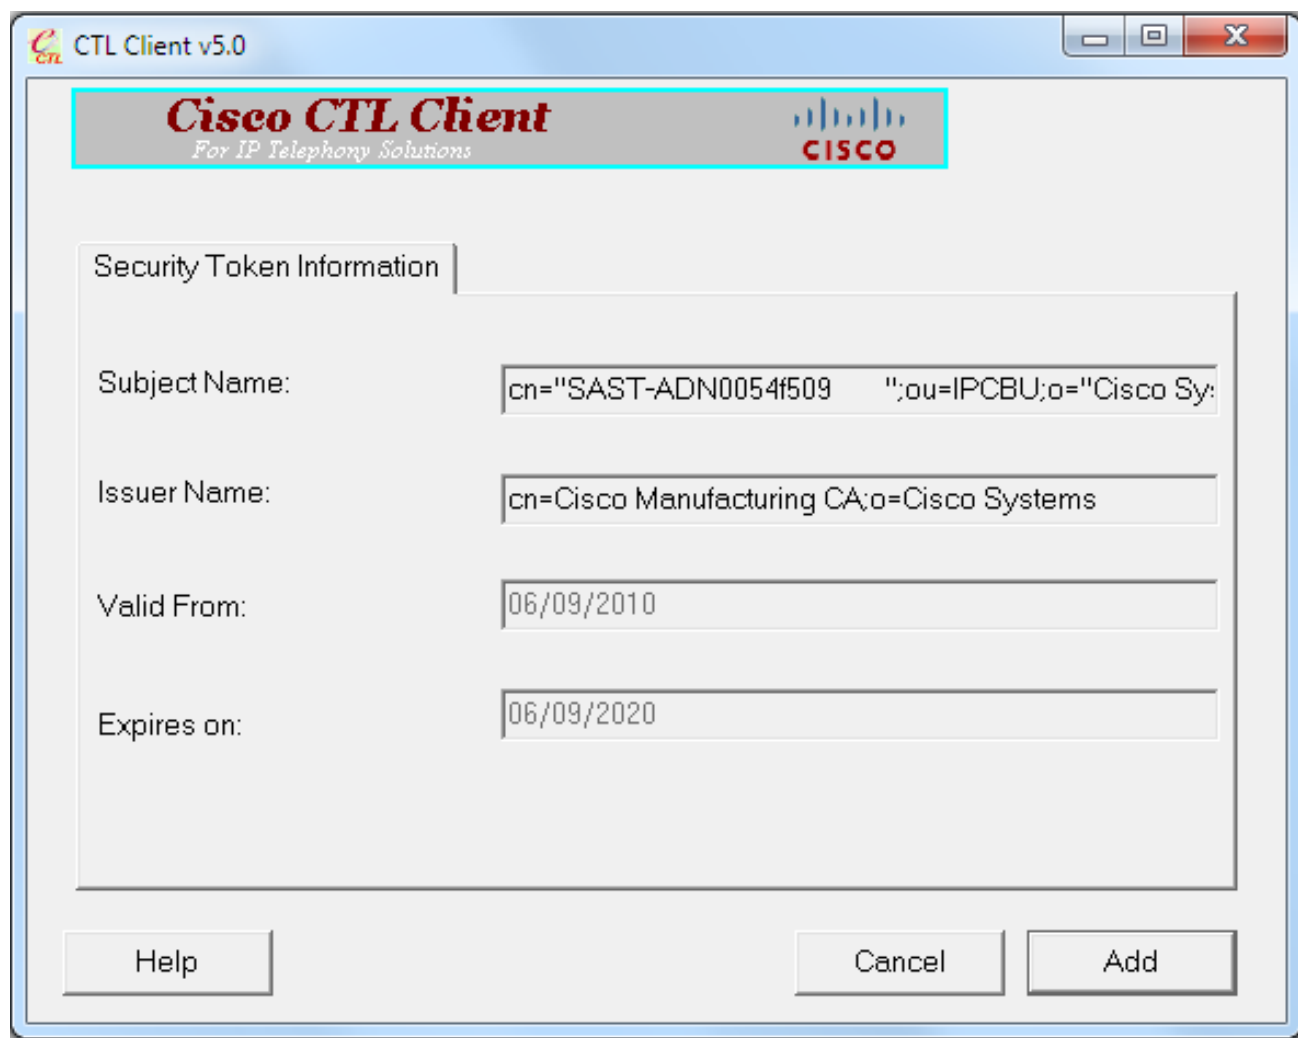 CTL Client v5.0
Cisco CTL Client
For IP Telephony Solutions
CISCO
Security Token Information
Subject Name: cn="SAST-ADN0054f509 ";ou=IPCBU;o="Cisco Sys
Issuer Name: cn=Cisco Manufacturing CA;o=Cisco Systems
Valid From: 06/09/2010
Expires on: 06/09/2020
Help Cancel Add